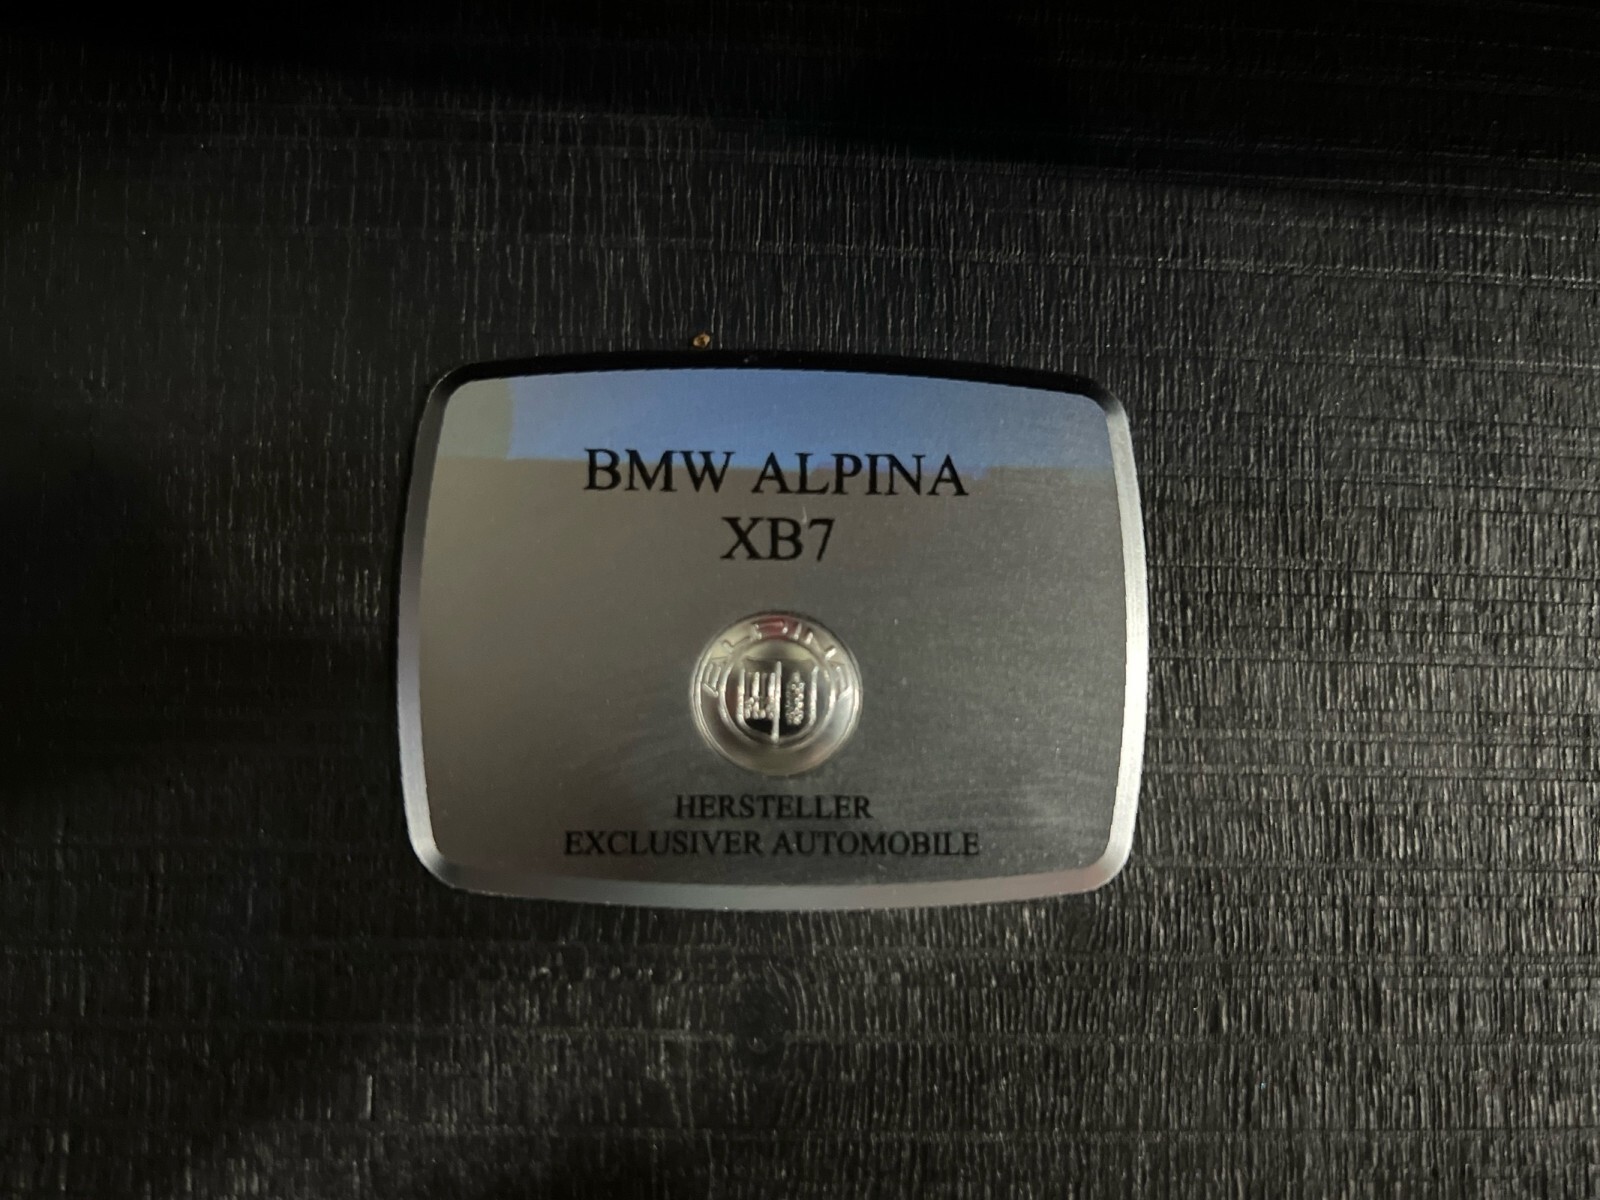 BMW ALPINA
XB7
ALPINA
HERSTELLER
EXCLUSIVER AUTOMOBILE